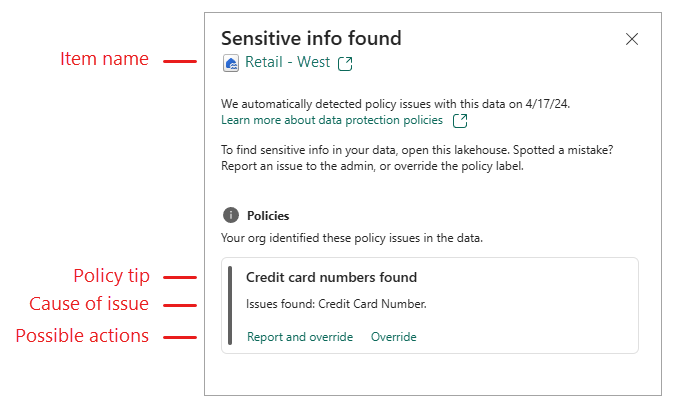 Sensitive info found
Item name
Retail - West
We automatically detected policy issues with this data on 4/17/24.
Learn more about data protection policies
To find sensitive info in your data, open this lakehouse. Spotted a mistake?
Report an issue to the admin, or override the policy label.
Policies
Your org identified these policy issues in the data.
Policy tip
Credit card numbers found
Cause of issue
Issues found: Credit Card Number.
Possible actions
Report and override Override